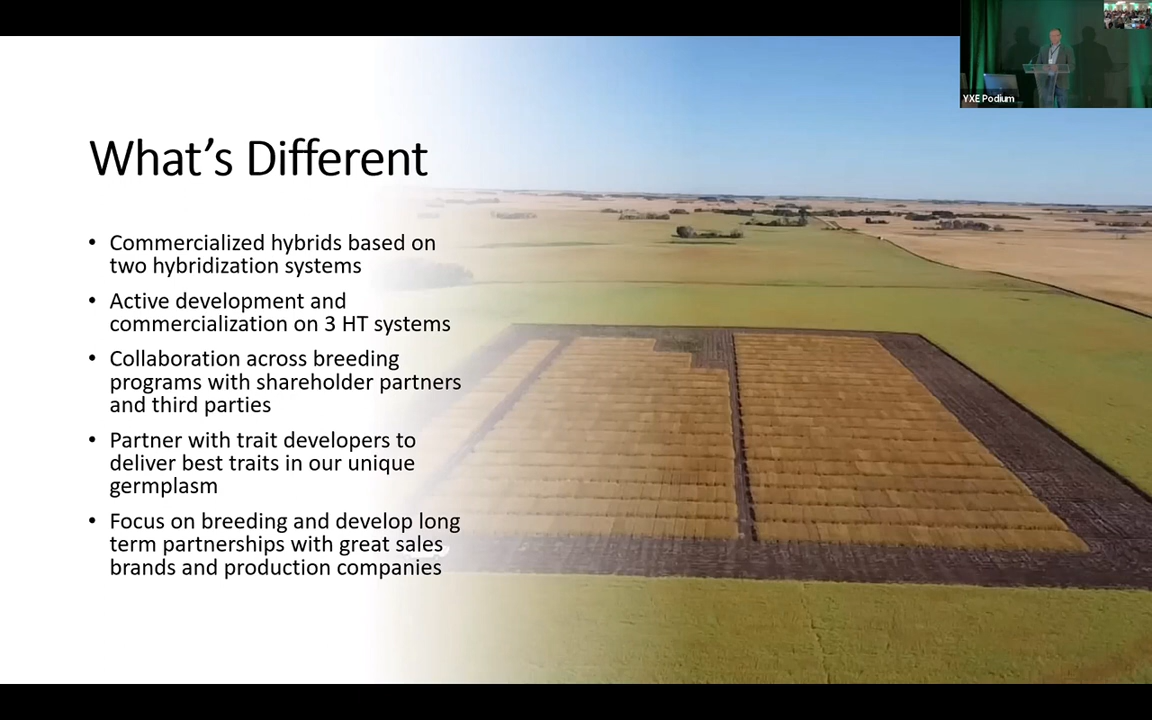 YXE Podium
What's Different
• Commercialized hybrids based on
two hybridization systems
• Active development and
commercialization on 3 HT systems
• Collaboration across breeding
programs with shareholder partners
and third parties
• Partner with trait developers to
deliver best traits in our unique
germplasm
• Focus on breeding and develop long
term partnerships with great sales
brands and production companies